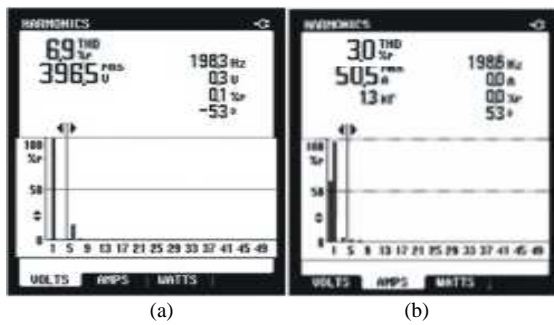 HARMONICS
6.9 THD %r
396.5 rms V
198.3 Hz
0.3 V
0.1 %r
-53 °
100
%r
50
0
1 5 9 13 17 21 25 29 33 37 41 45 49
VOLTS AMPS WATTS
(a)
HARMONICS
3.0 THD %r
50.5 A
1.3 KF
198.6 Hz
0.0 A
0.0 %r
53 °
100
%r
50
0
1 5 9 13 17 21 25 29 33 37 41 45 49
VOLTS AMPS WATTS
(b)